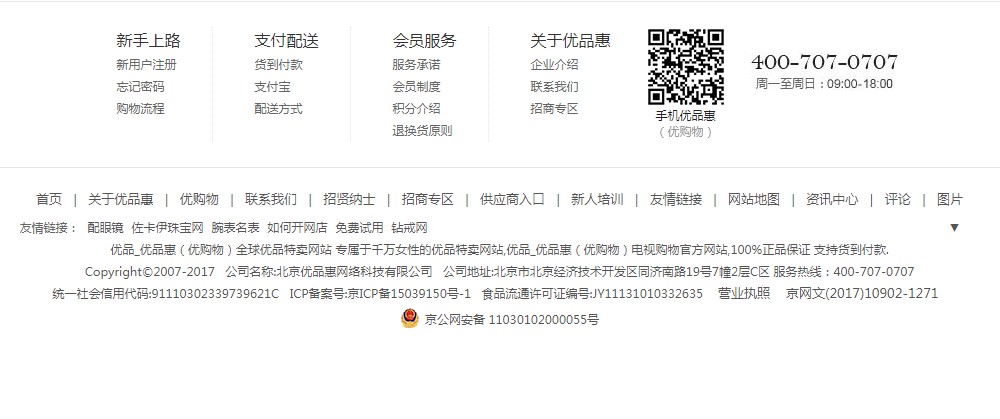 新手上路
新用户注册
忘记密码
购物流程
支付配送
货到付款
支付宝
配送方式
会员服务
服务承诺
会员制度
积分介绍
退换货原则
关于优品惠
企业介绍
联系我们
招商专区
手机优品惠
（优购物）
400-707-0707
周一至周日：09:00-18:00
首页 | 关于优品惠 | 优购物 | 联系我们 | 招贤纳士 | 招商专区 | 供应商入口 | 新人培训 | 友情链接 | 网站地图 | 资讯中心 | 评论 | 图片
友情链接： 配眼镜 佐卡伊珠宝网 腕表名表 如何开网店 免费试用 钻戒网 ▼
优品_优品惠（优购物）全球优品特卖网站 专属于千万女性的优品特卖网站,优品_优品惠（优购物）电视购物官方网站,100%正品保证 支持货到付款.
Copyright©2007-2017 公司名称:北京优品惠网络科技有限公司 公司地址:北京市北京经济技术开发区同济南路19号7幢2层C区 服务热线：400-707-0707
统一社会信用代码:91110302339739621C ICP备案号:京ICP备15039150号-1 食品流通许可证编号:JY11131010332635 营业执照 京网文(2017)10902-1271
京公网安备 11030102000055号